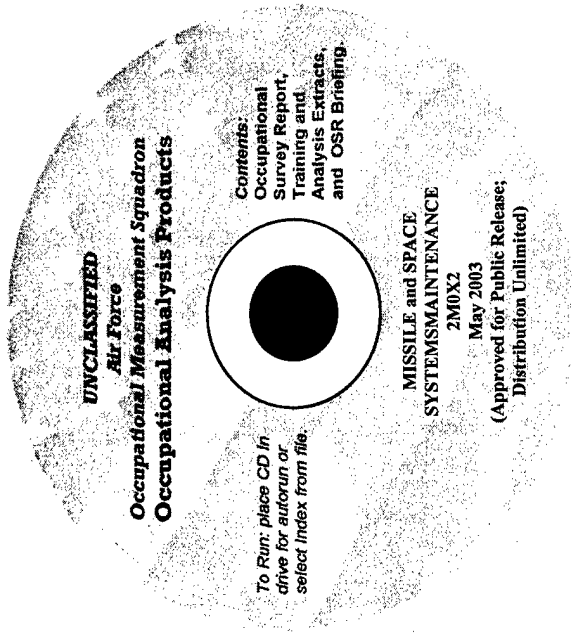 UNCLASSIFIED
Air Force
Occupational Measurement Squadron
Occupational Analysis Products
To Run: place CD in
drive for autorun or
select Index from file.
Contents:
Occupational
Survey Report,
Training and
Analysis Extracts,
and OSR Briefing.
MISSILE and SPACE
SYSTEMSMAINTENANCE
2M0X2
May 2003
(Approved for Public Release;
Distribution Unlimited)